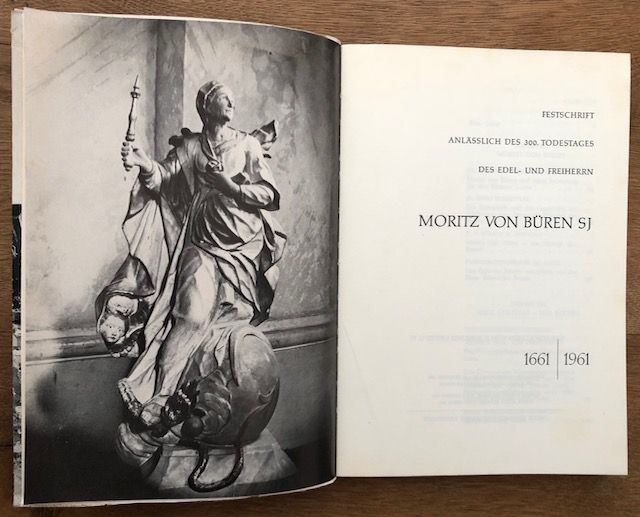 FESTSCHRIFT
ANLÄSSLICH DES 300. TODESTAGES
DES EDEL- UND FREIHERRN
MORITZ VON BÜREN SJ
1661 | 1961